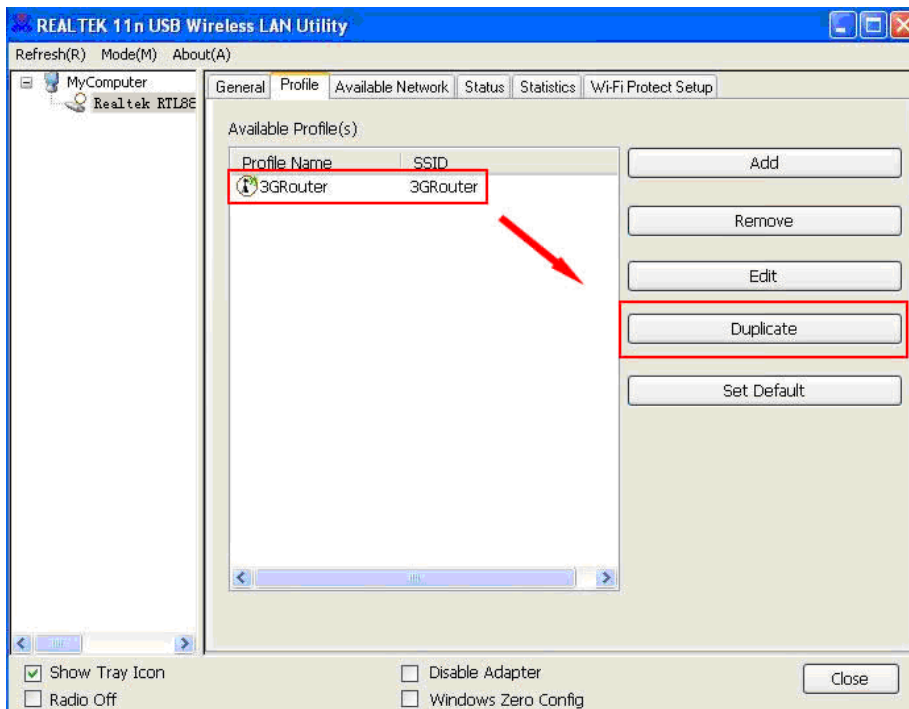 REALTEK 11n USB Wireless LAN Utility
Refresh(R) Mode(M) About(A)
MyComputer
Realtek RTL8
General Profile Available Network Status Statistics Wi-Fi Protect Setup
Available Profile(s)
Profile Name SSID
3GRouter 3GRouter
Add
Remove
Edit
Duplicate
Set Default
Show Tray Icon
Radio Off
Disable Adapter
Windows Zero Config
Close